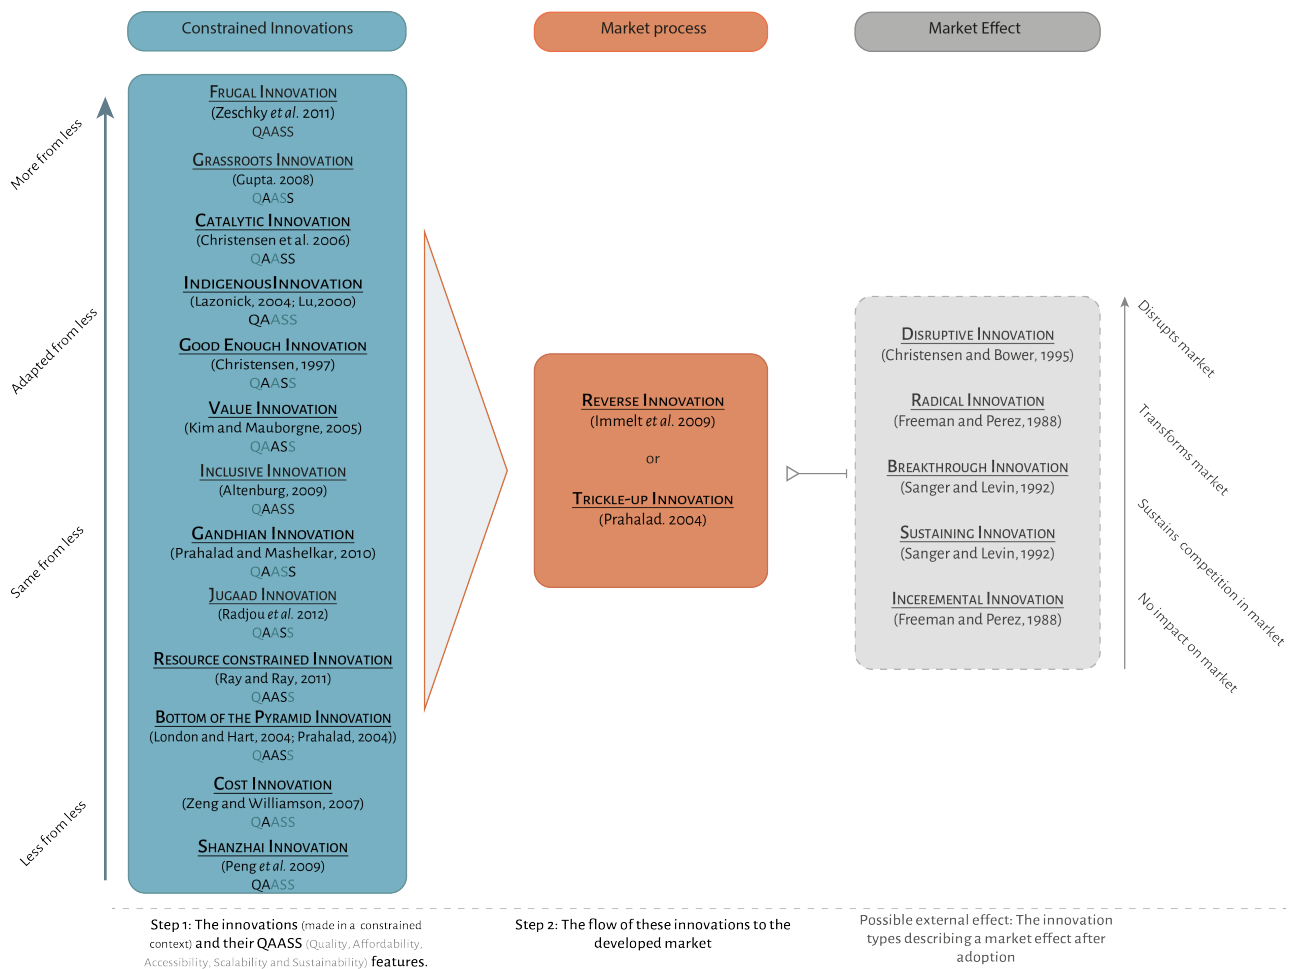 Constrained Innovations
Market process
Market Effect
More from less
Adapted from less
Same from less
Less from less
FRUGAL INNOVATION
(Zeschky et al. 2011)
QAASS
GRASSROOTS INNOVATION
(Gupta. 2008)
QAASS
CATALYTIC INNOVATION
(Christensen et al. 2006)
QAASS
INDIGENOUSINNOVATION
(Lazonick, 2004; Lu,2000)
QAASS
GOOD ENOUGH INNOVATION
(Christensen, 1997)
QAASS
VALUE INNOVATION
(Kim and Mauborgne, 2005)
QAASS
INCLUSIVE INNOVATION
(Altenburg, 2009)
QAASS
GANDHIAN INNOVATION
(Prahalad and Mashelkar, 2010)
QAASS
JUGAAD INNOVATION
(Radjou et al. 2012)
QAASS
RESOURCE CONSTRAINED INNOVATION
(Ray and Ray, 2011)
QAASS
BOTTOM OF THE PYRAMID INNOVATION
(London and Hart, 2004; Prahalad, 2004))
QAASS
COST INNOVATION
(Zeng and Williamson, 2007)
QAASS
SHANZHAI INNOVATION
(Peng et al. 2009)
QAASS
REVERSE INNOVATION
(Immelt et al. 2009)
or
TRICKLE-UP INNOVATION
(Prahalad. 2004)
DISRUPTIVE INNOVATION
(Christensen and Bower, 1995)
RADICAL INNOVATION
(Freeman and Perez, 1988)
BREAKTHROUGH INNOVATION
(Sanger and Levin, 1992)
SUSTAINING INNOVATION
(Sanger and Levin, 1992)
INCEREMENTAL INNOVATION
(Freeman and Perez, 1988)
Disrupts market
Transforms market
Sustains competition in market
No impact on market
Step 1: The innovations (made in a constrained
context) and their QAASS (Quality, Affordability,
Accessibility, Scalability and Sustainability) features.
Step 2: The flow of these innovations to the
developed market
Possible external effect: The innovation
types describing a market effect after
adoption